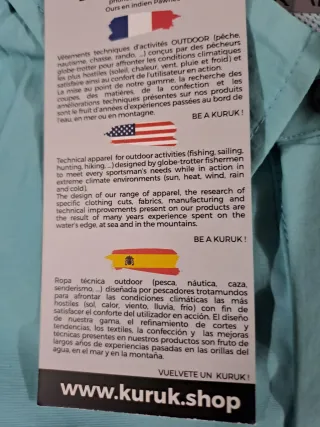 Ours en Indien Pawnee
Vêtements techniques d'activités OUTDOOR (pêche,
nautisme, chasse, rando, ...) conçus par des pêcheurs
globe-trotter pour affronter les conditions climatiques
les plus hostiles (soleil, chaleur, vent, pluie et froid) et
satisfaire ainsi au confort de l'utilisateur en action.
La mise au point de notre gamme, la recherche des
coupes, des matières, de la confection et les
améliorations techniques présentes sur nos produits
sont le fruit d'années d'expériences passées au bord de
l'eau, en mer ou en montagne.
BE A KURUK !
Technical apparel for outdoor activities (fishing, sailing,
hunting, hiking, ...) designed by globe-trotter fishermen
to meet every sportsman's needs while in action in
extreme climate environments (sun, heat, wind, rain
and cold).
The design of our range of apparel, the research of
specific clothing cuts, fabrics, manufacturing and
technical improvements present on our products are
the result of many years experience spent on the
water's edge, at sea and in the mountains.
BE A KURUK !
Ropa técnica outdoor (pesca, náutica, caza,
senderismo, ...) diseñada por pescadores trotamundos
para afrontar las condiciones climáticas las más
hostiles (sol, calor, viento, lluvia, frio) con fin de
satisfacer el confort del utilizador en acción. El diseño
de nuestra gama, el refinamiento de cortes y
tendencias, los textiles, la confección y las mejoras
técnicas presentes en nuestros productos son fruto de
largos años de experiencias pasadas en las orillas del
agua, en el mar y en la montaña.
VUELVETE UN KURUK !
www.kuruk.shop